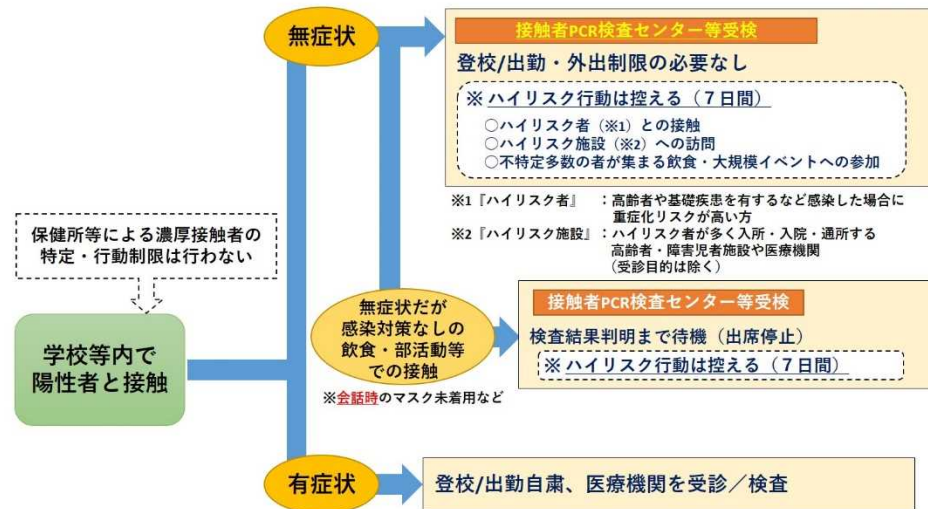 無症状
接触者PCR検査センター等受検
登校/出勤・外出制限の必要なし
※ ハイリスク行動は控える（７日間）
○ハイリスク者（※1）との接触
○ハイリスク施設（※2）への訪問
○不特定多数の者が集まる飲食・大規模イベントへの参加
※1『ハイリスク者』　：高齢者や基礎疾患を有するなど感染した場合に
重症化リスクが高い方
※2『ハイリスク施設』：ハイリスク者が多く入所・入院・通所する
高齢者・障害児者施設や医療機関
（受診目的は除く）
保健所等による濃厚接触者の
特定・行動制限は行わない
学校等内で
陽性者と接触
無症状だが
感染対策なしの
飲食・部活動等
での接触
※会話時のマスク未着用など
接触者PCR検査センター等受検
検査結果判明まで待機（出席停止）
※ ハイリスク行動は控える（７日間）
有症状
登校/出勤自粛、医療機関を受診／検査